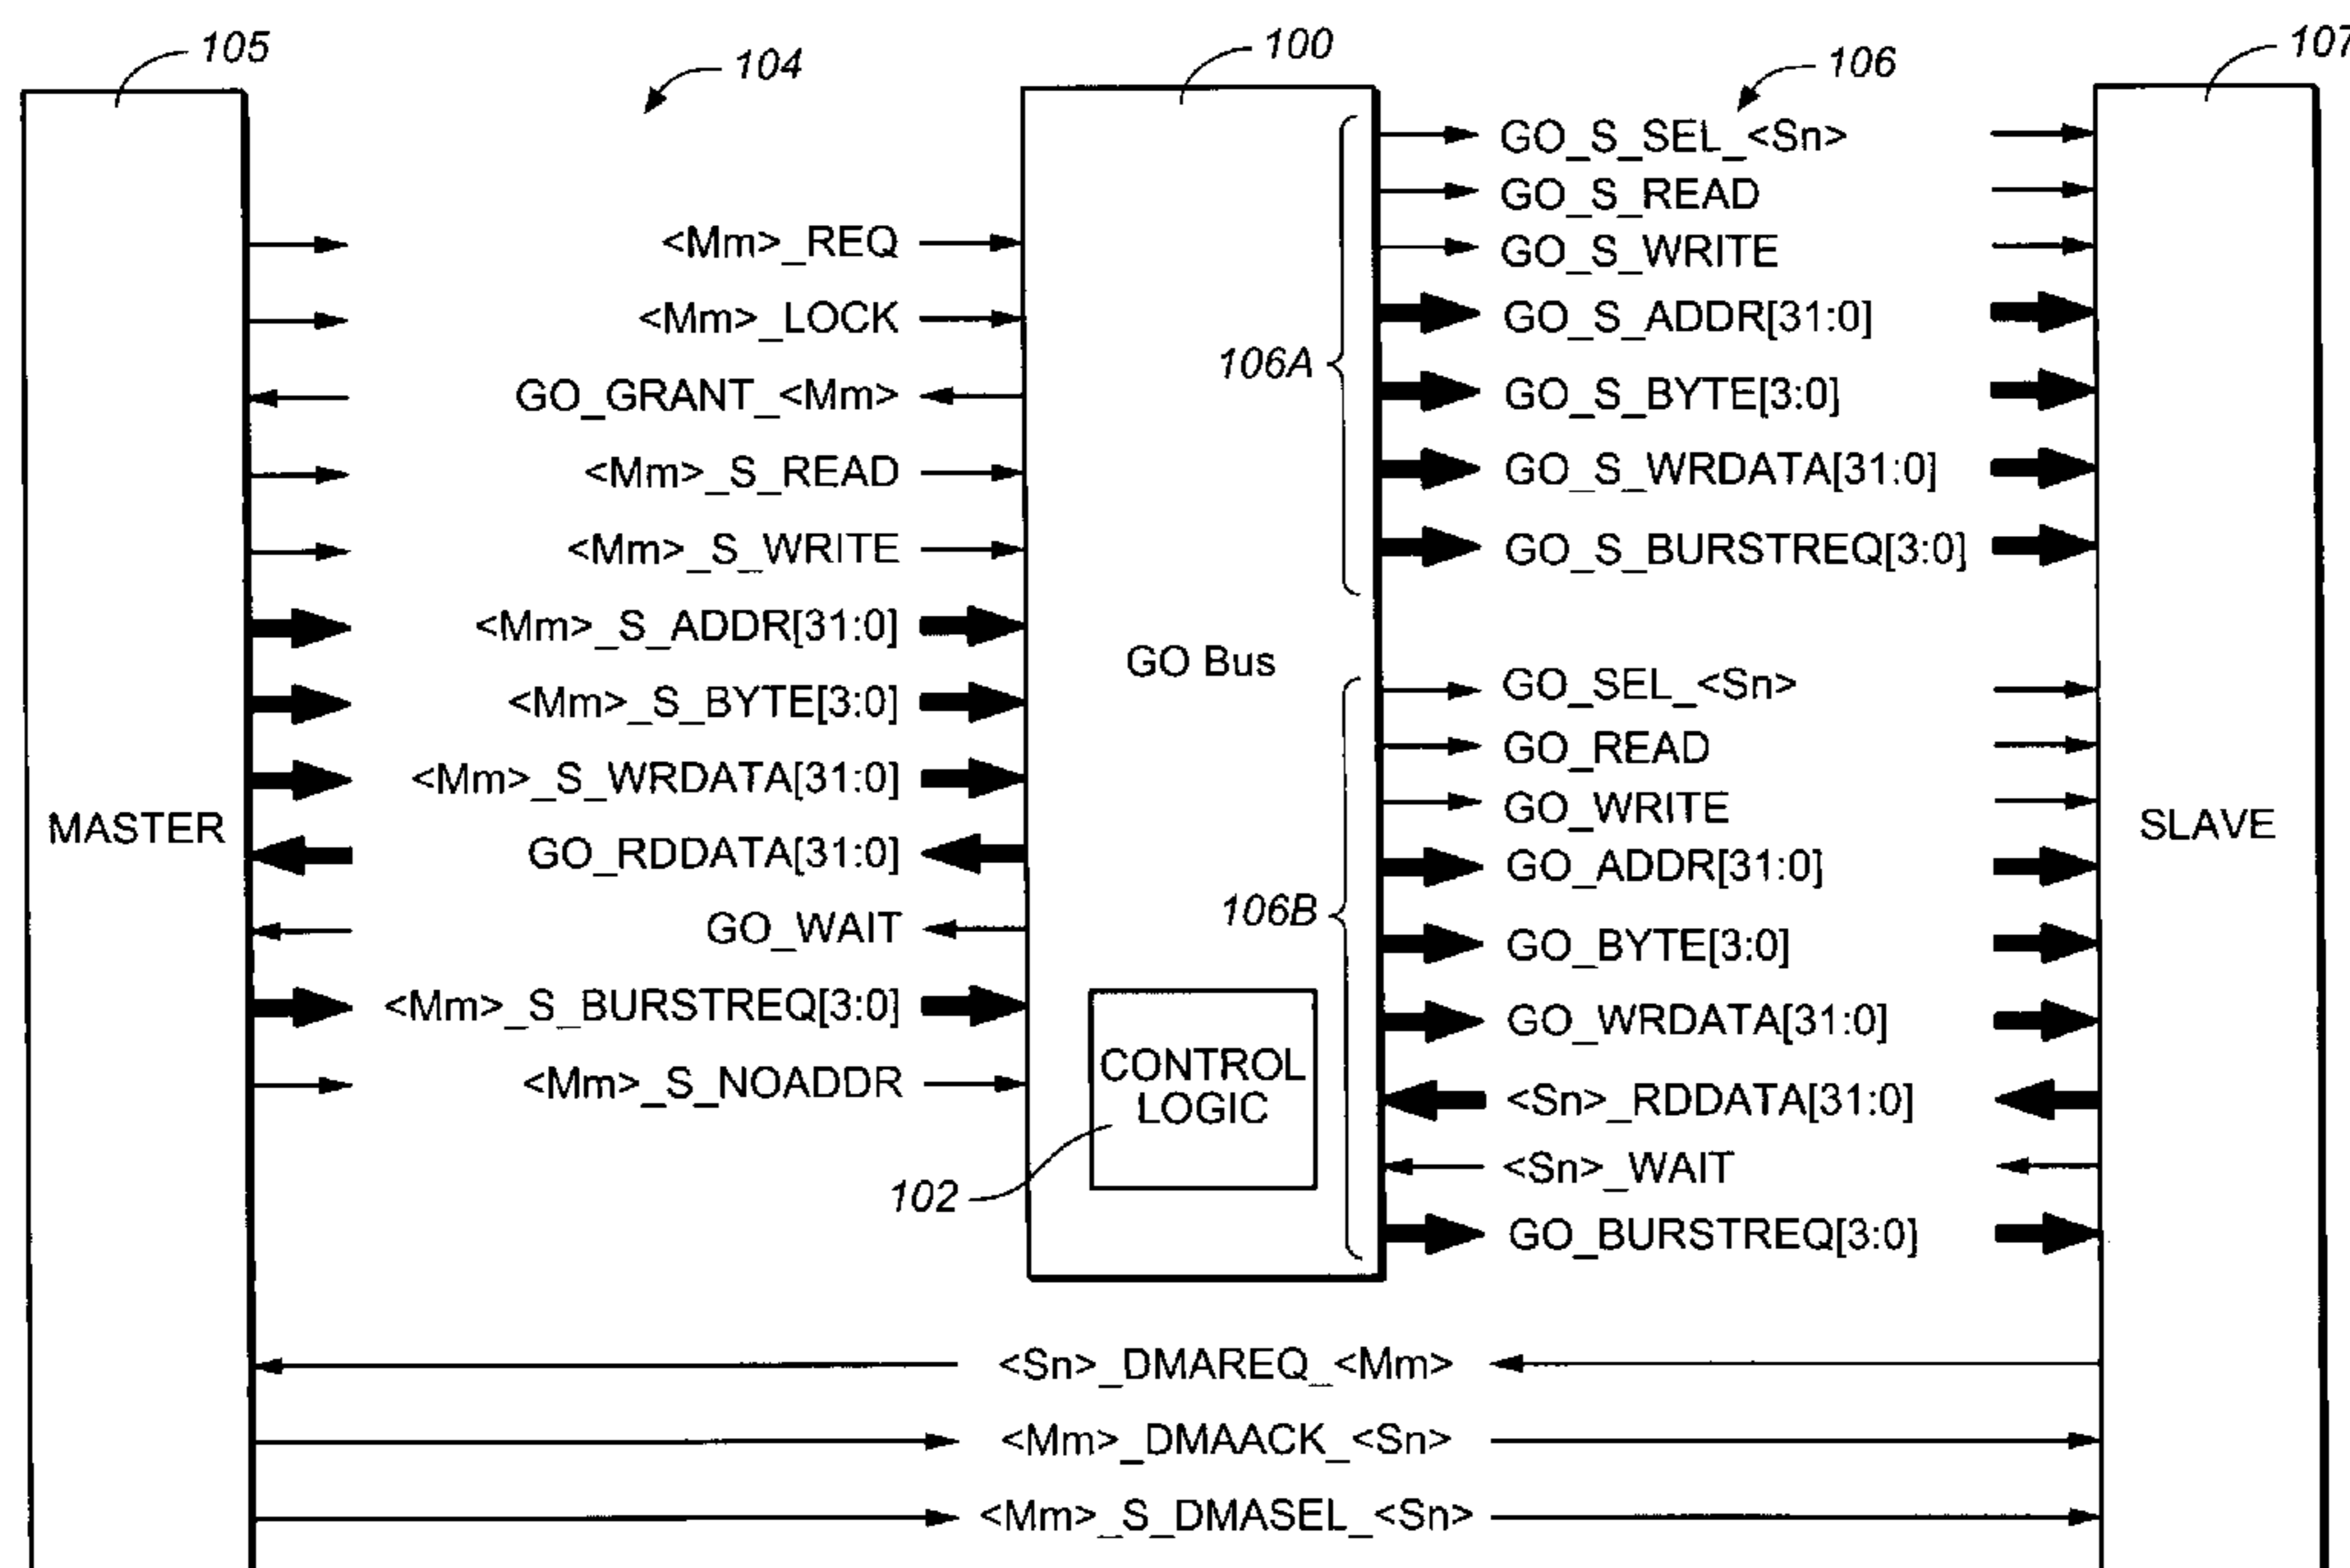 105
104
100
106
107
<Mm>_REQ
<Mm>_LOCK
GO_GRANT_<Mm>
<Mm>_S_READ
<Mm>_S_WRITE
<Mm>_S_ADDR[31:0]
<Mm>_S_BYTE[3:0]
<Mm>_S_WRDATA[31:0]
GO_RDDATA[31:0]
GO_WAIT
<Mm>_S_BURSTREQ[3:0]
<Mm>_S_NOADDR
MASTER
GO Bus
CONTROL
LOGIC
102
106A
GO_S_SEL_<Sn>
GO_S_READ
GO_S_WRITE
GO_S_ADDR[31:0]
GO_S_BYTE[3:0]
GO_S_WRDATA[31:0]
GO_S_BURSTREQ[3:0]
106B
GO_SEL_<Sn>
GO_READ
GO_WRITE
GO_ADDR[31:0]
GO_BYTE[3:0]
GO_WRDATA[31:0]
<Sn>_RDDATA[31:0]
<Sn>_WAIT
GO_BURSTREQ[3:0]
SLAVE
<Sn>_DMAREQ_<Mm>
<Mm>_DMAACK_<Sn>
<Mm>_S_DMASEL_<Sn>